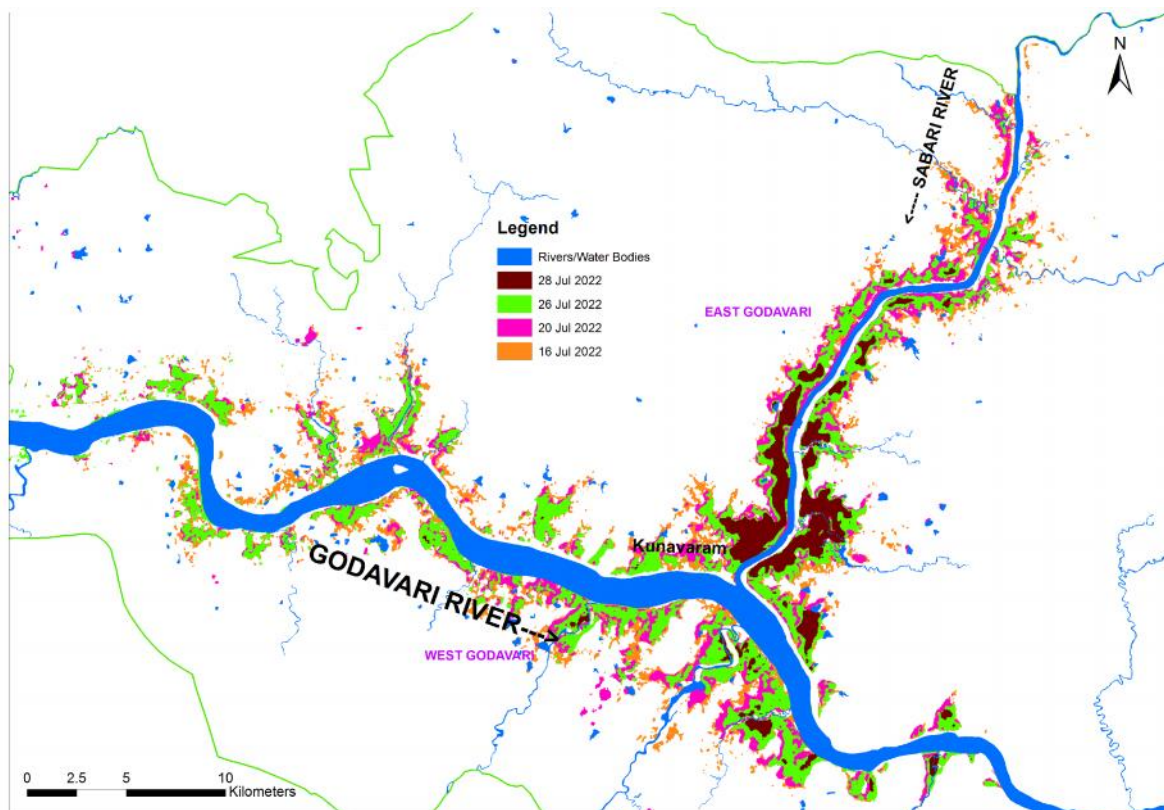 N
<---- SABARI RIVER
Legend
Rivers/Water Bodies
28 Jul 2022
26 Jul 2022
20 Jul 2022
16 Jul 2022
EAST GODAVARI
Kunavaram
GODAVARI RIVER--->
WEST GODAVARI
0 2.5 5 10
Kilometers